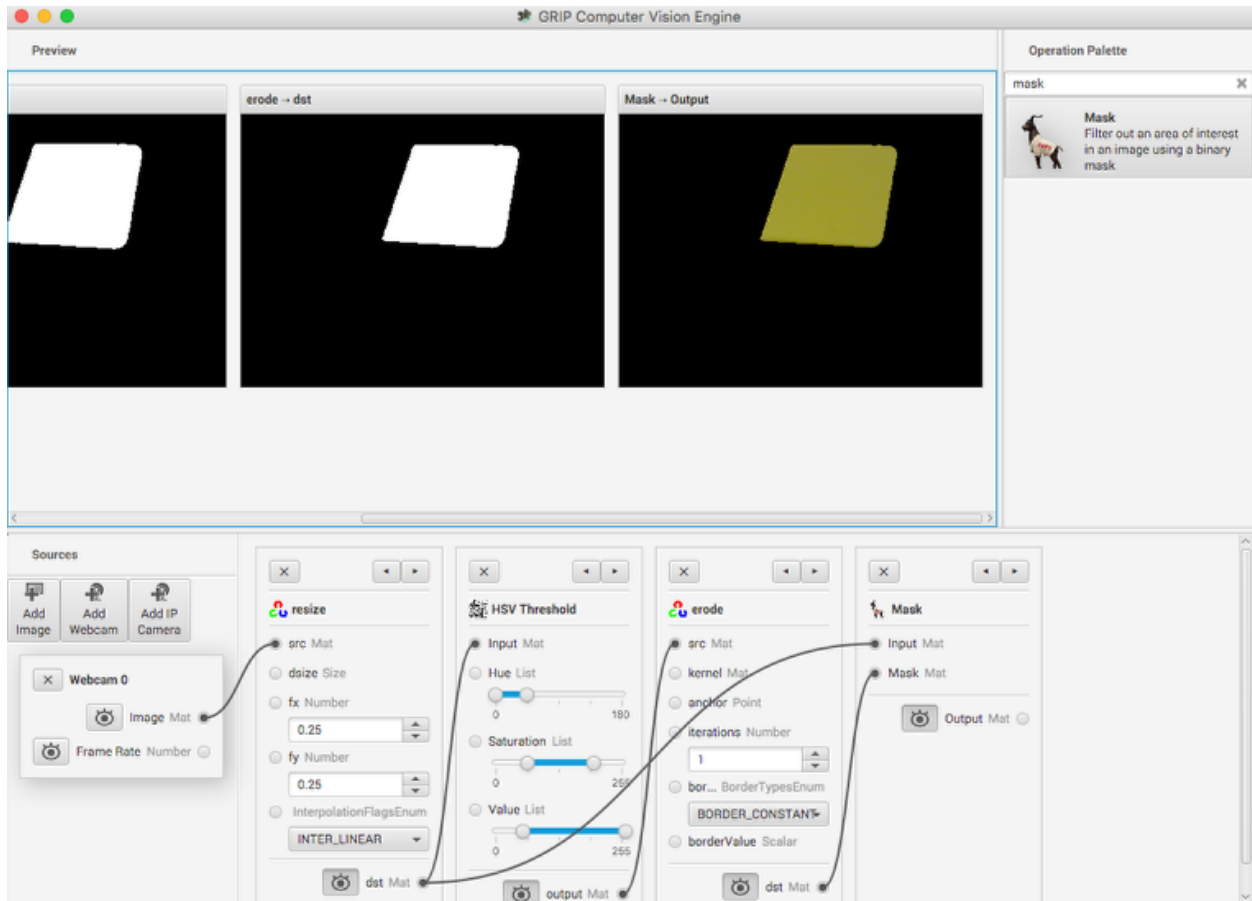 GRIP Computer Vision Engine
Preview
Operation Palette
mask
Mask
Filter out an area of interest
in an image using a binary
mask
erode → dst
Mask → Output
Sources
Add
Image
Add
Webcam
Add IP
Camera
Webcam 0
Image Mat
Frame Rate Number
resize
src Mat
dsize Size
fx Number
0.25
fy Number
0.25
InterpolationFlagsEnum
INTER_LINEAR
dst Mat
HSV Threshold
Input Mat
Hue List
0 180
Saturation List
0 255
Value List
0 255
output Mat
erode
src Mat
kernel Mat
anchor Point
iterations Number
1
bor... BorderTypesEnum
BORDER_CONSTANT
borderValue Scalar
dst Mat
Mask
Input Mat
Mask Mat
Output Mat